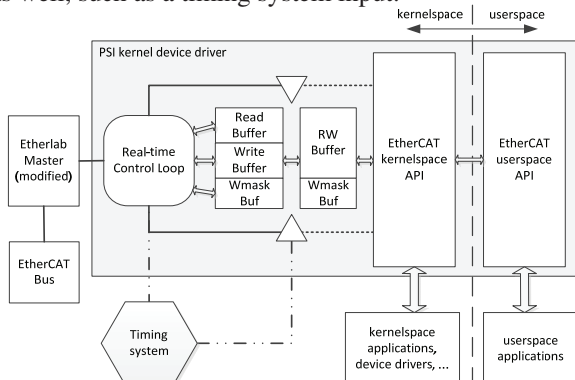 as well, such as a timing system input.
kernelspace
userspace
PSI kernel device driver
Etherlab
Master
(modified)
EtherCAT
Bus
Real-time
Control Loop
Read
Buffer
Write
Buffer
Wmask
Buf
RW
Buffer
Wmask
Buf
EtherCAT
kernelspace
API
EtherCAT
userspace
API
Timing
system
kernelspace
applications,
device drivers, ...
userspace
applications